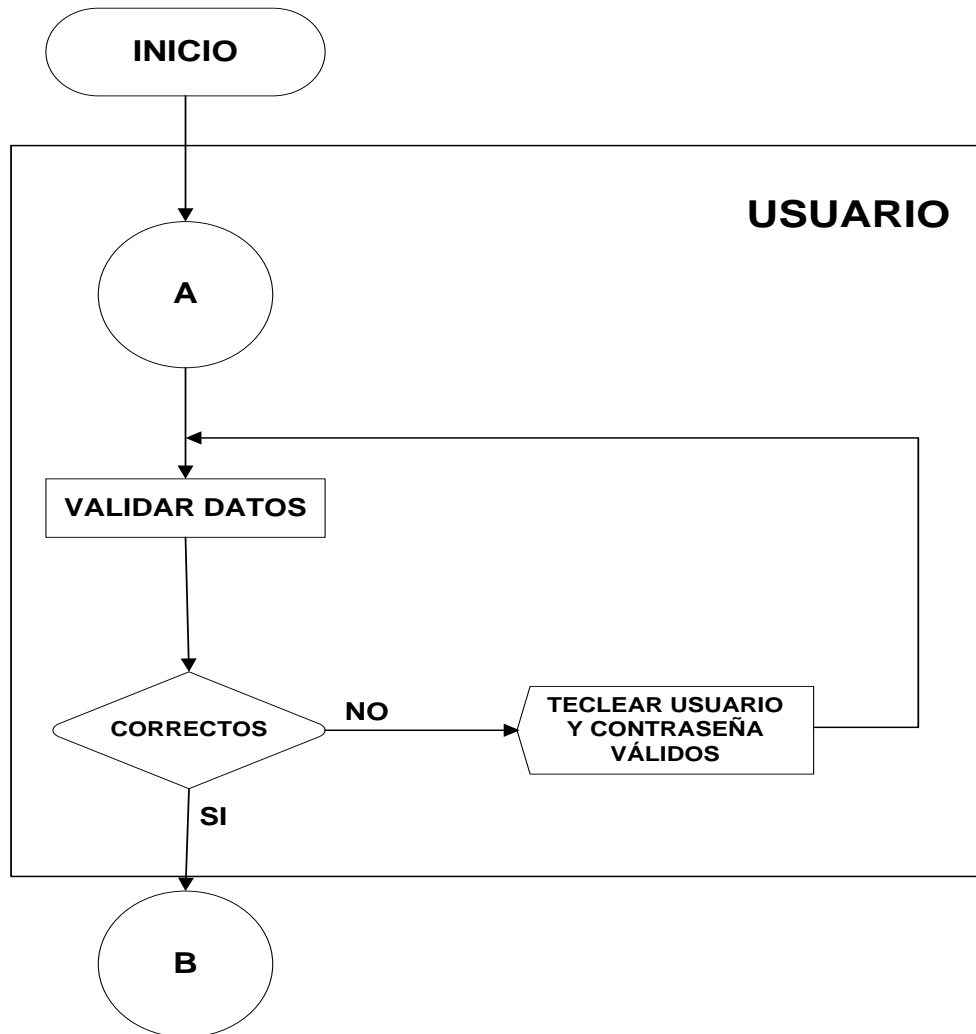 INICIO
USUARIO
A
VALIDAR DATOS
CORRECTOS
NO
TECLEAR USUARIO
Y CONTRASEÑA
VÁLIDOS
SI
B